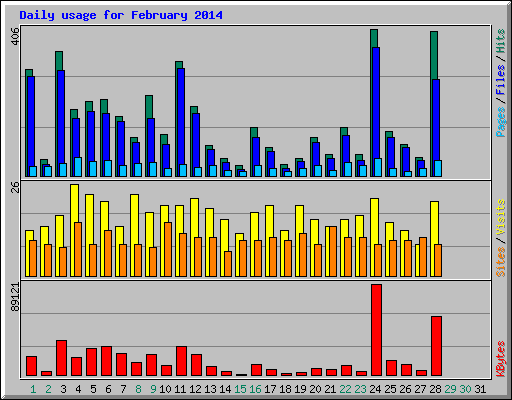 Daily usage for February 2014
406
Pages / Files / Hits
26
Sites / Visits
89121
KBytes
1 2 3 4 5 6 7 8 9 10 11 12 13 14 15 16 17 18 19 20 21 22 23 24 25 26 27 28 29 30 31